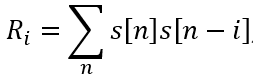 R_i = \sum_n s[n]s[n − i],